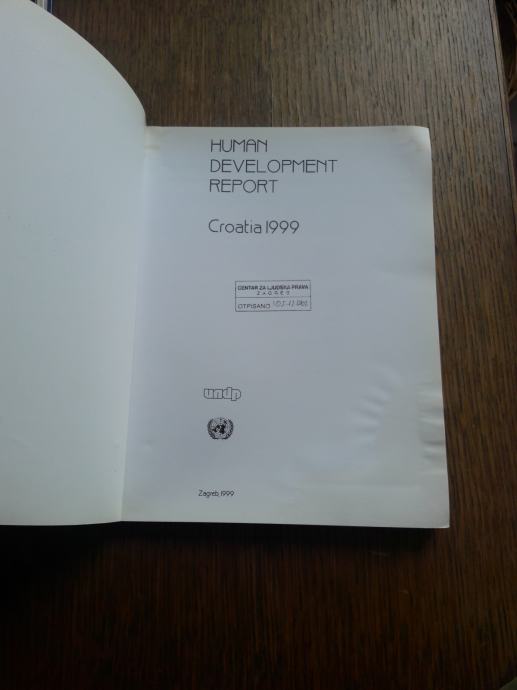 HUMAN
DEVELOPMENT
REPORT
Croatia 1999
CENTAR ZA LJUDSKA PRAVA
ZAGREB
OTPISANO
undp
Zagreb, 1999